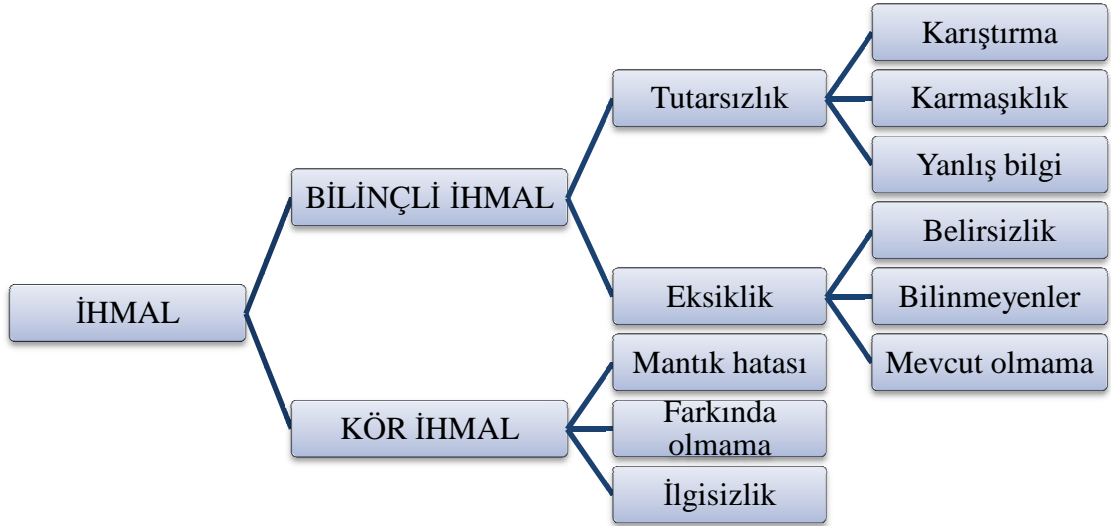 Karıştırma
Tutarsızlık
Karmaşıklık
Yanlış bilgi
BİLİNÇLİ İHMAL
Belirsizlik
Eksiklik
Bilinmeyenler
Mevcut olmama
İHMAL
Mantık hatası
KÖR İHMAL
Farkında
olmama
İlgisizlik